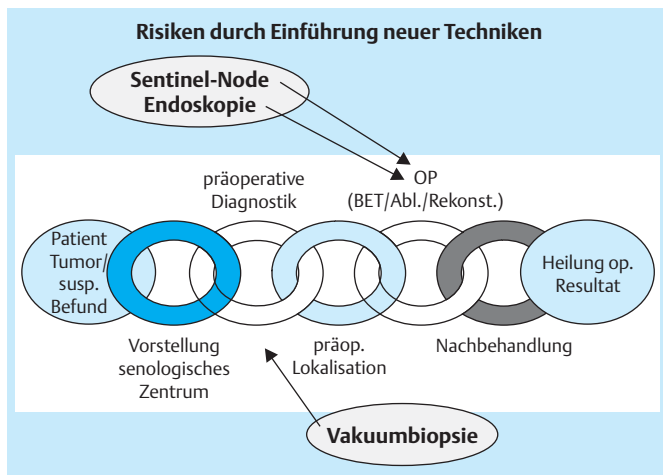 Risiken durch Einführung neuer Techniken
Sentinel-Node
Endoskopie
präoperative
Diagnostik
OP
(BET/Abl./Rekonst.)
Patient
Tumor/
susp.
Befund
Heilung op.
Resultat
Vorstellung
senologisches
Zentrum
präop.
Lokalisation
Nachbehandlung
Vakuumbiopsie